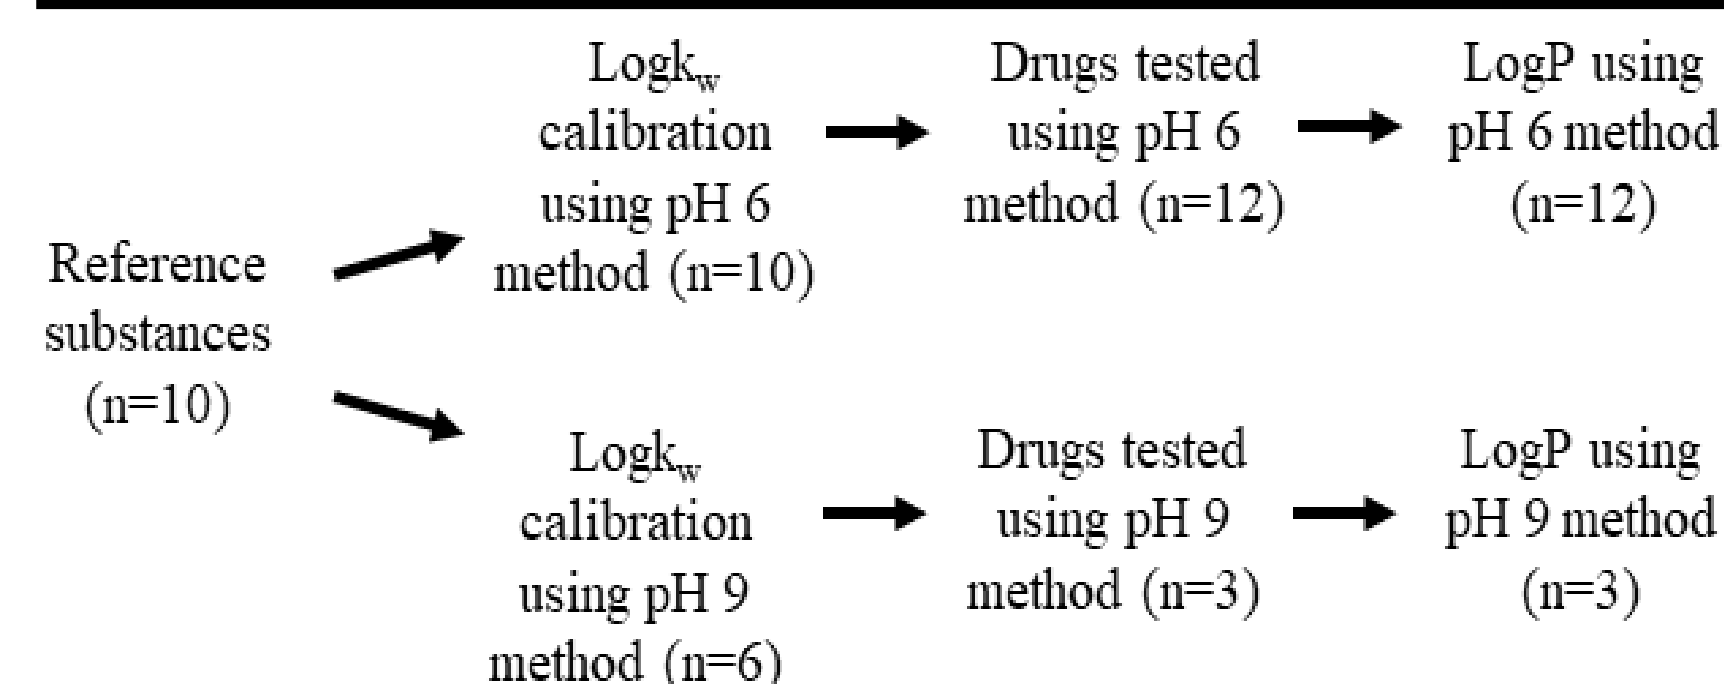 Reference
substances
(n=10)
Logkw
calibration
using pH 6
method (n=10)
Drugs tested
using pH 6
method (n=12)
LogP using
pH 6 method
(n=12)
Logkw
calibration
using pH 9
method (n=6)
Drugs tested
using pH 9
method (n=3)
LogP using
pH 9 method
(n=3)